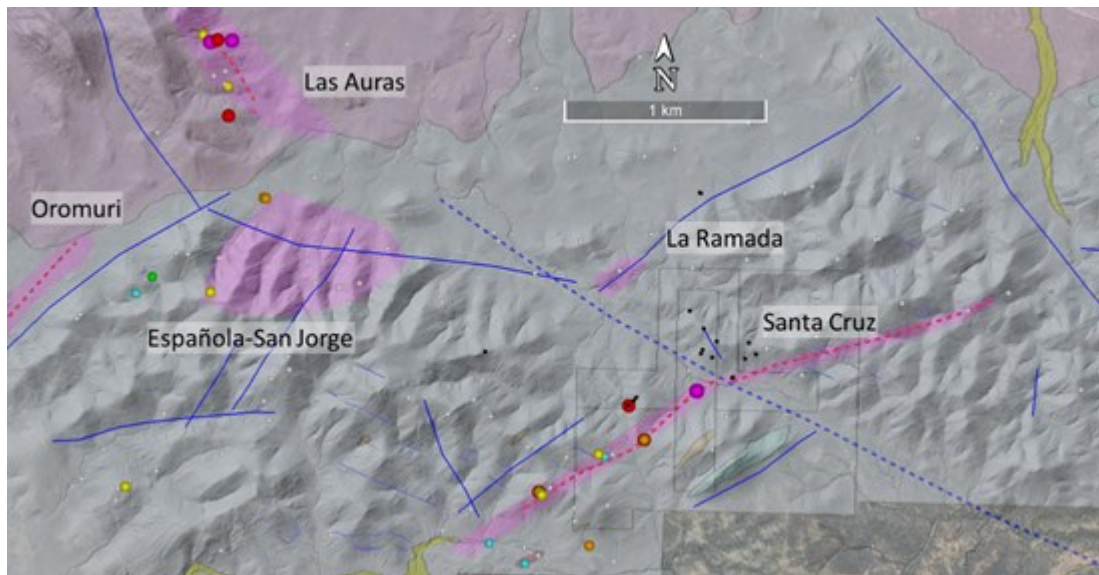 Las Auras
N
1 km
Oromuri
La Ramada
Santa Cruz
Española-San Jorge